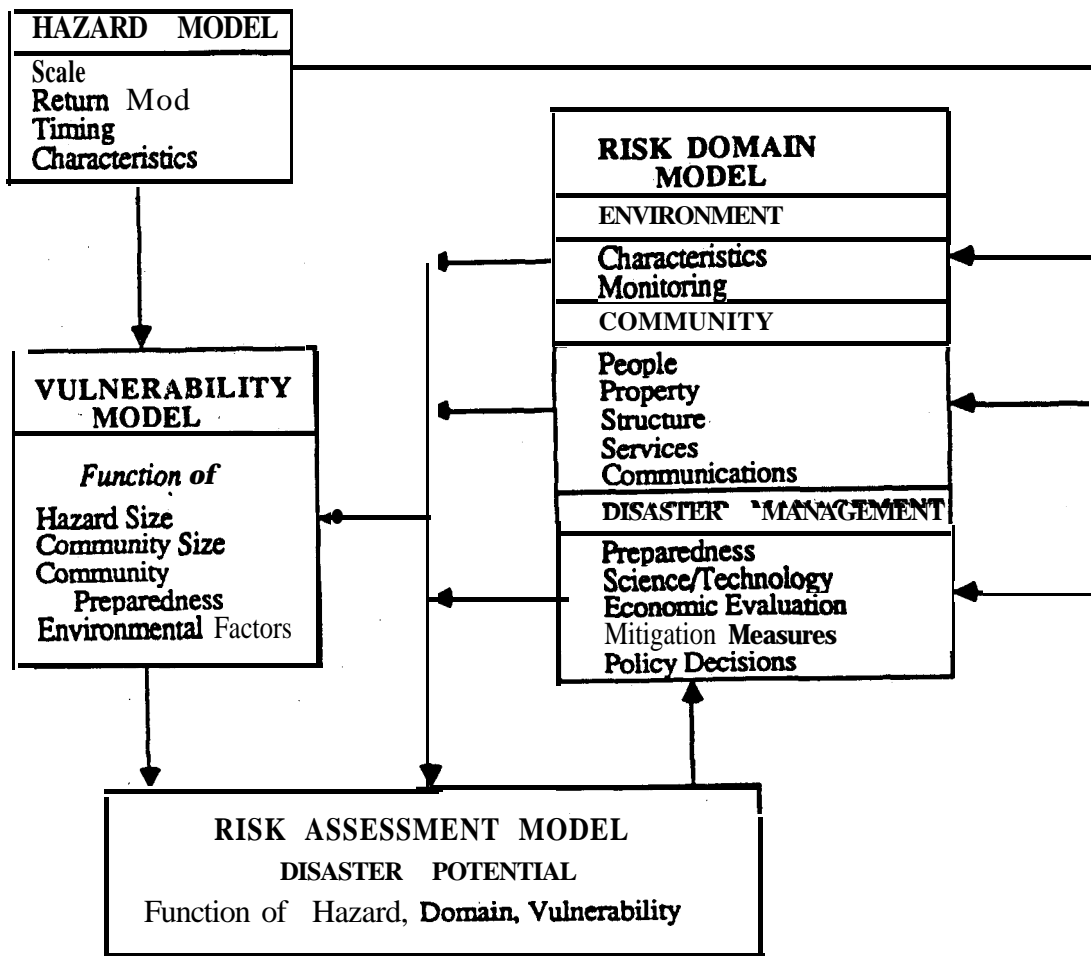 HAZARD MODEL
Scale
Return Mod
Timing
Characteristics
RISK DOMAIN
MODEL
ENVIRONMENT
Characteristics
Monitoring
COMMUNITY
People
Property
Structure
Services
Communications
DISASTER MANAGEMENT
Preparedness
Science/Technology
Economic Evaluation
Mitigation Measures
Policy Decisions
VULNERABILITY
MODEL
Function of
Hazard Size
Community Size
Community
Preparedness
Environmental Factors
RISK ASSESSMENT MODEL
DISASTER POTENTIAL
Function of Hazard, Domain, Vulnerability